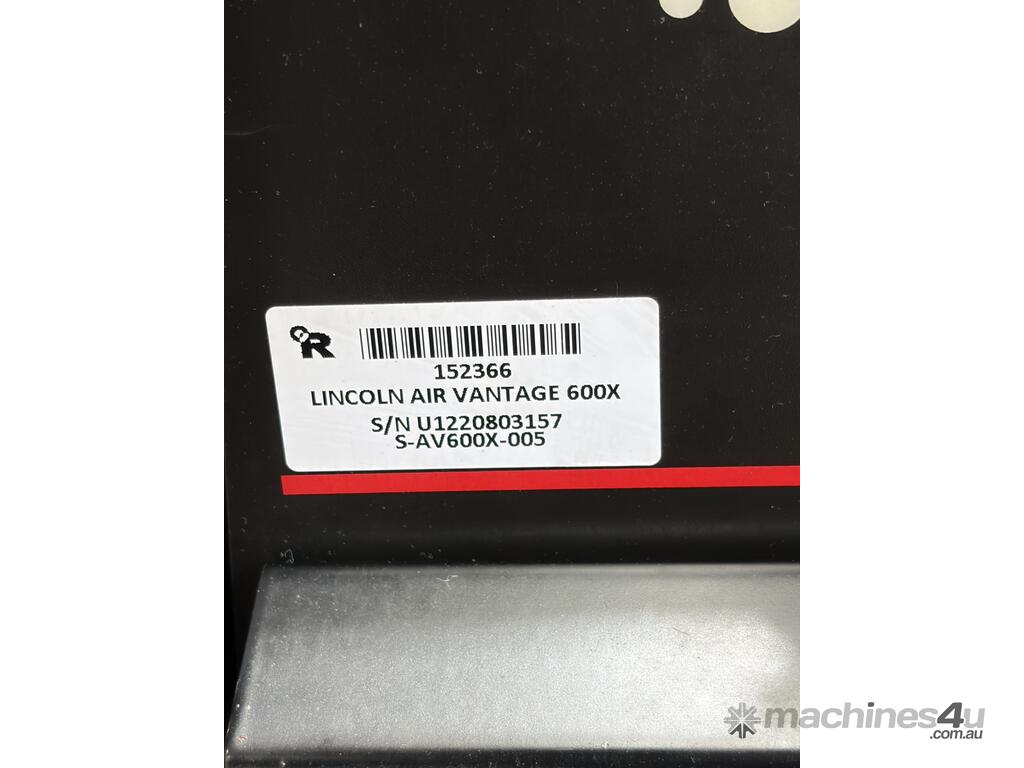 R
152366
LINCOLN AIR VANTAGE 600X
S/N U1220803157
S-AV600X-005
machines4u
.com.au